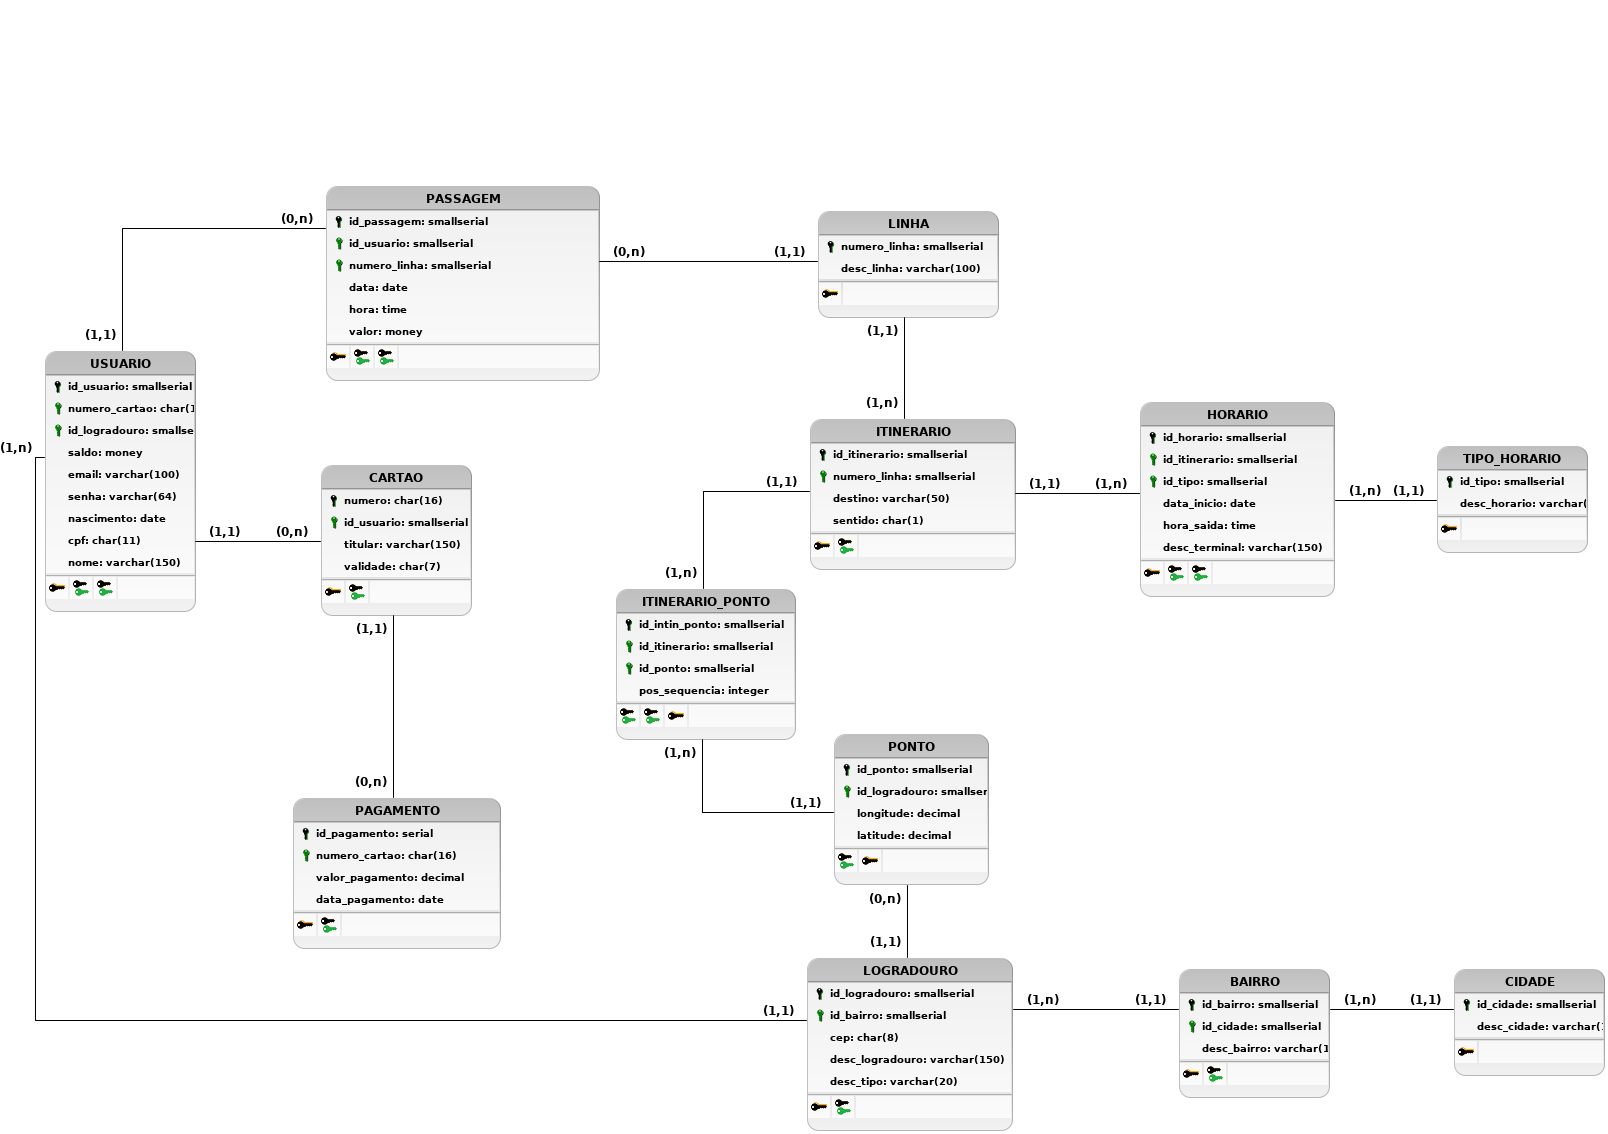 PASSAGEM
id_passagem: smallserial
id_usuario: smallserial
numero_linha: smallserial
data: date
hora: time
valor: money
(0,n)
(1,1)
(0,n)
(1,1)
LINHA
numero_linha: smallserial
desc_linha: varchar(100)
(1,1)
(1,n)
USUARIO
id_usuario: smallserial
numero_cartao: char(1
id_logradouro: smallse
saldo: money
email: varchar(100)
senha: varchar(64)
nascimento: date
cpf: char(11)
nome: varchar(150)
(1,n)
(1,1)
(0,n)
CARTAO
numero: char(16)
id_usuario: smallserial
titular: varchar(150)
validade: char(7)
(1,1)
(0,n)
ITINERARIO
id_itinerario: smallserial
numero_linha: smallserial
destino: varchar(50)
sentido: char(1)
(1,1)
(1,n)
(1,1)
(1,n)
HORARIO
id_horario: smallserial
id_itinerario: smallserial
id_tipo: smallserial
data_inicio: date
hora_saida: time
desc_terminal: varchar(150)
(1,n)
(1,1)
TIPO_HORARIO
id_tipo: smallserial
desc_horario: varchar(
ITINERARIO_PONTO
id_intin_ponto: smallserial
id_itinerario: smallserial
id_ponto: smallserial
pos_sequencia: integer
(1,n)
(1,1)
PONTO
id_ponto: smallserial
id_logradouro: smallser
longitude: decimal
latitude: decimal
(0,n)
(1,1)
PAGAMENTO
id_pagamento: serial
numero_cartao: char(16)
valor_pagamento: decimal
data_pagamento: date
(1,1)
LOGRADOURO
id_logradouro: smallserial
id_bairro: smallserial
cep: char(8)
desc_logradouro: varchar(150)
desc_tipo: varchar(20)
(1,n)
(1,1)
BAIRRO
id_bairro: smallserial
id_cidade: smallserial
desc_bairro: varchar(1
(1,n)
(1,1)
CIDADE
id_cidade: smallserial
desc_cidade: varchar(